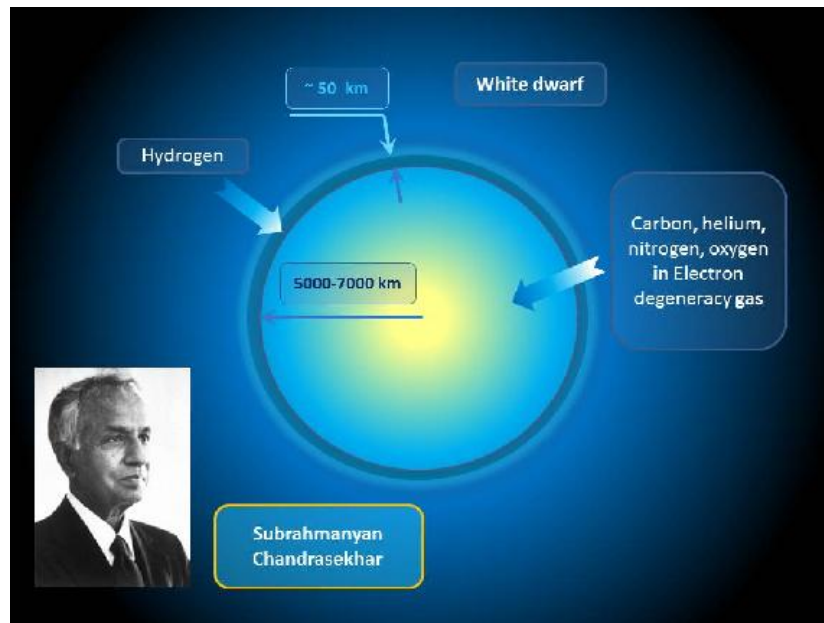 ~ 50 km
White dwarf
Hydrogen
Carbon, helium,
nitrogen, oxygen
in Electron
degeneracy gas
5000-7000 km
Subrahmanyan
Chandrasekhar